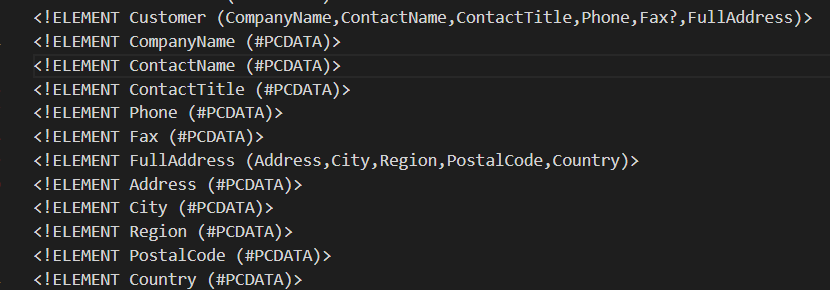 <!ELEMENT Customer (CompanyName,ContactName,ContactTitle,Phone,Fax?,FullAddress)>
<!ELEMENT CompanyName (#PCDATA)>
<!ELEMENT ContactName (#PCDATA)>
<!ELEMENT ContactTitle (#PCDATA)>
<!ELEMENT Phone (#PCDATA)>
<!ELEMENT Fax (#PCDATA)>
<!ELEMENT FullAddress (Address,City,Region,PostalCode,Country)>
<!ELEMENT Address (#PCDATA)>
<!ELEMENT City (#PCDATA)>
<!ELEMENT Region (#PCDATA)>
<!ELEMENT PostalCode (#PCDATA)>
<!ELEMENT Country (#PCDATA)>